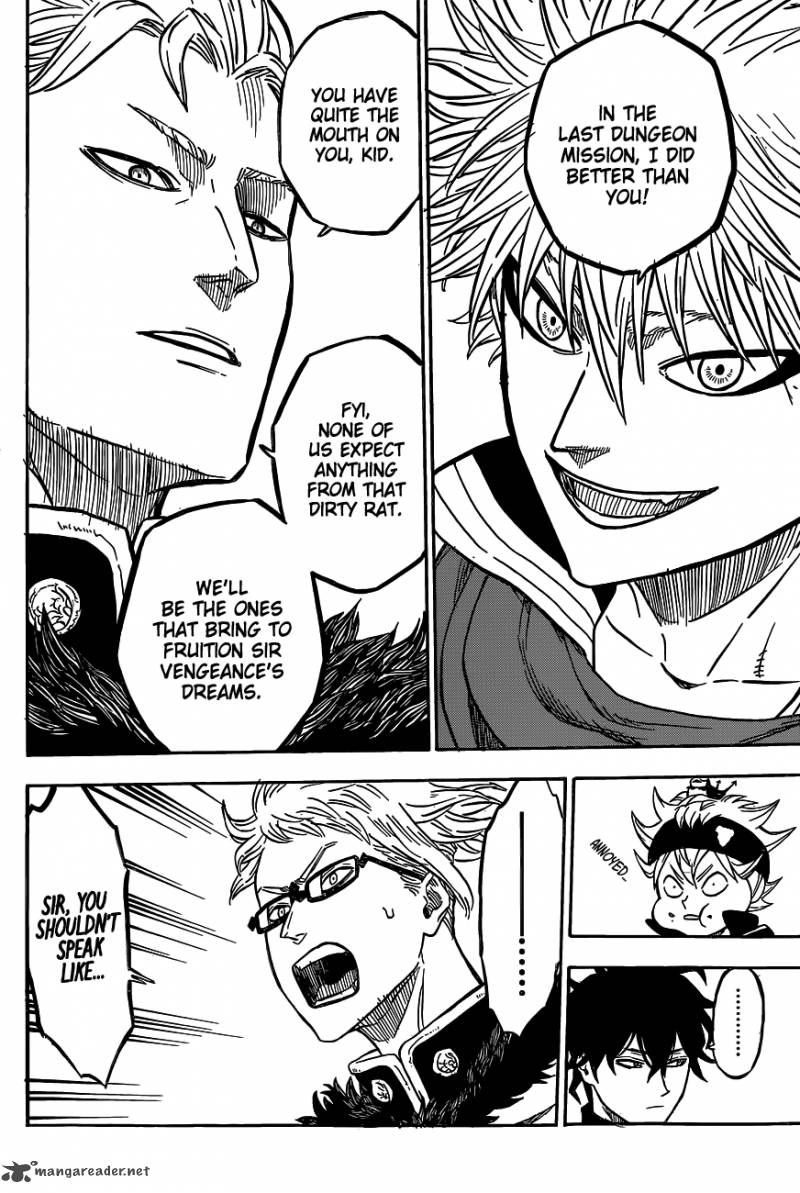 IN THE
LAST DUNGEON
MISSION, I DID
BETTER THAN
YOU!
YOU HAVE
QUITE THE
MOUTH ON
YOU, KID.
FYI,
NONE OF
US EXPECT
ANYTHING
FROM THAT
DIRTY RAT.
WE'LL
BE THE ONES
THAT BRING TO
FRUITION SIR
VENGEANCE'S
DREAMS.
ANNOYED...
.........
.........
SIR, YOU
SHOULDN'T
SPEAK
LIKE...
mangareader.net